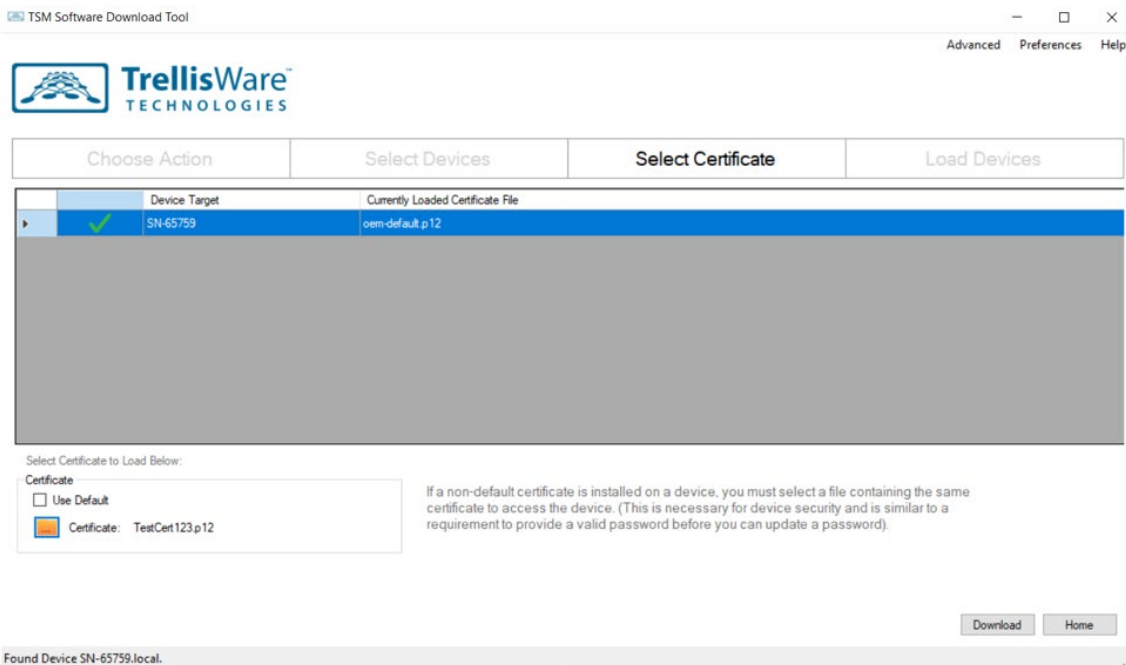 TSM Software Download Tool
Advanced Preferences Help
TrellisWare™
TECHNOLOGIES
Choose Action Select Devices Select Certificate Load Devices
Device Target Currently Loaded Certificate File
SN-65759 oem-default.p12
Select Certificate to Load Below:
Certificate
Use Default
Certificate: TestCert123.p12
If a non-default certificate is installed on a device, you must select a file containing the same
certificate to access the device. (This is necessary for device security and is similar to a
requirement to provide a valid password before you can update a password).
Download Home
Found Device SN-65759.local.